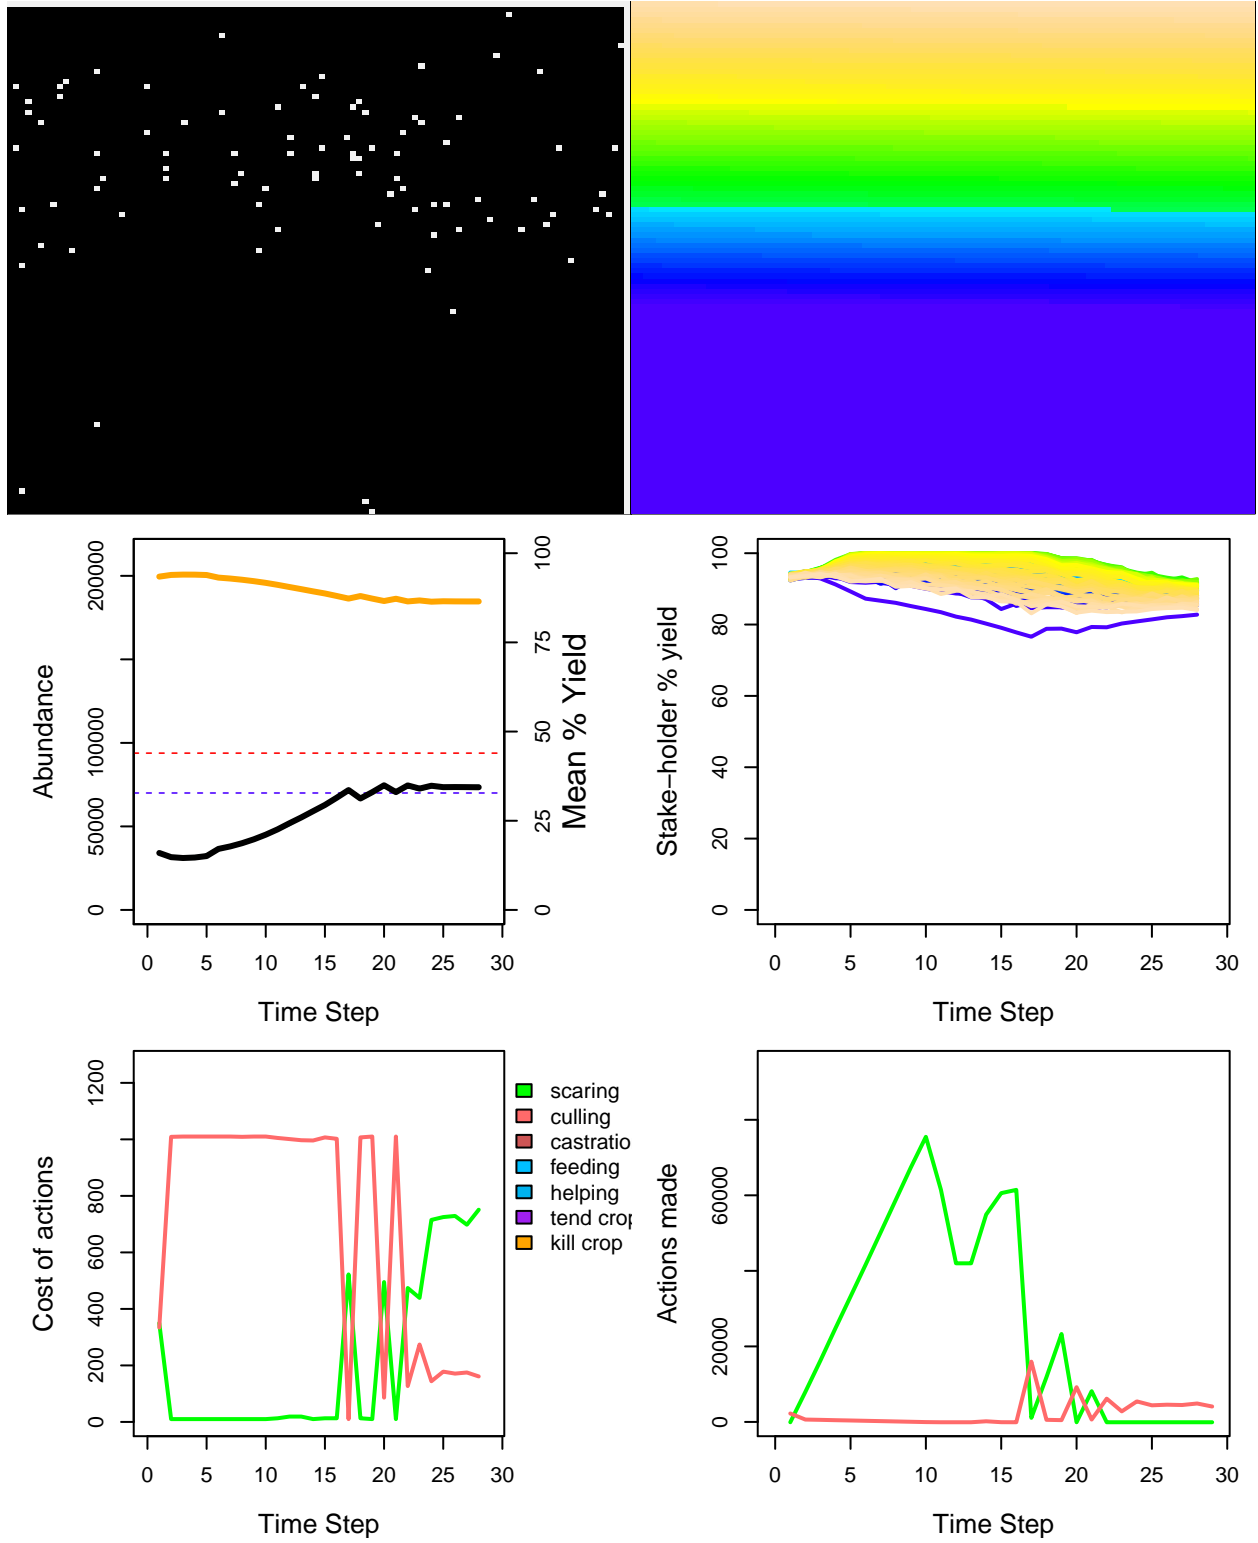 0 50000 100000 200000
Abundance
0 25 50 75 100
Mean % Yield
0 5 10 15 20 25 30
Time Step
0 20 40 60 80 100
Stake−holder % yield
0 5 10 15 20 25 30
Time Step
0 200 400 600 800 1200
Cost of actions
0 5 10 15 20 25 30
Time Step
scaring
culling
castratio
feeding
helping
tend crop
kill crop
0 20000 60000
Actions made
0 5 10 15 20 25 30
Time Step